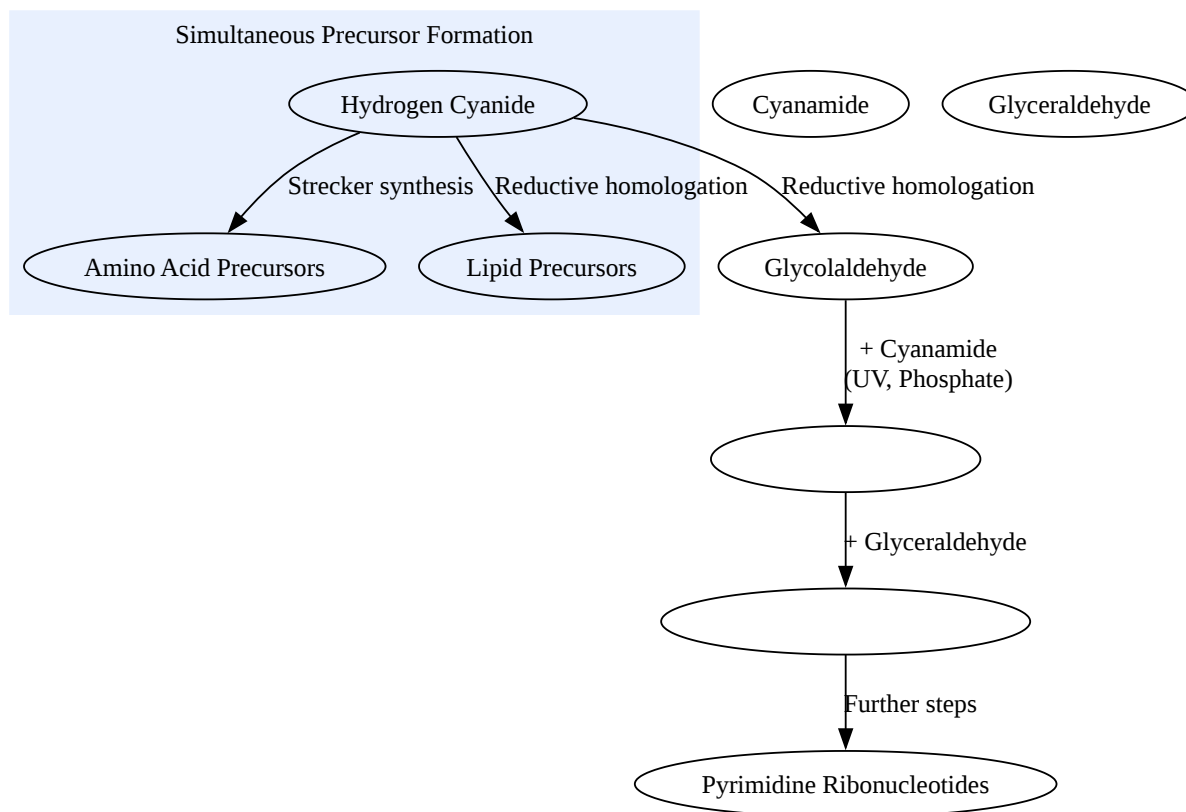 Simultaneous Precursor Formation
Hydrogen Cyanide
Cyanamide
Glyceraldehyde
Strecker synthesis
Reductive homologation
Reductive homologation
Amino Acid Precursors
Lipid Precursors
Glycolaldehyde
+ Cyanamide
(UV, Phosphate)
+ Glyceraldehyde
Further steps
Pyrimidine Ribonucleotides